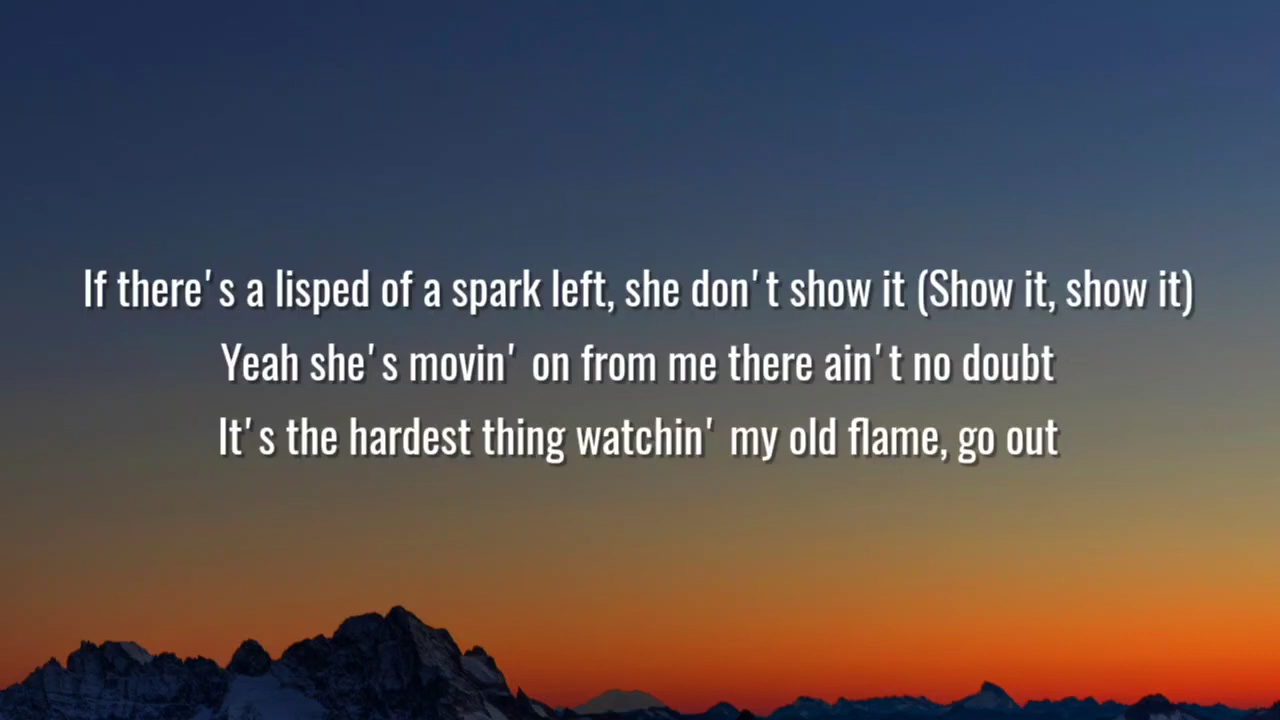 If there's a lisped of a spark left, she don't show it (Show it, show it)
Yeah she's movin' on from me there ain't no doubt
It's the hardest thing watchin' my old flame, go out